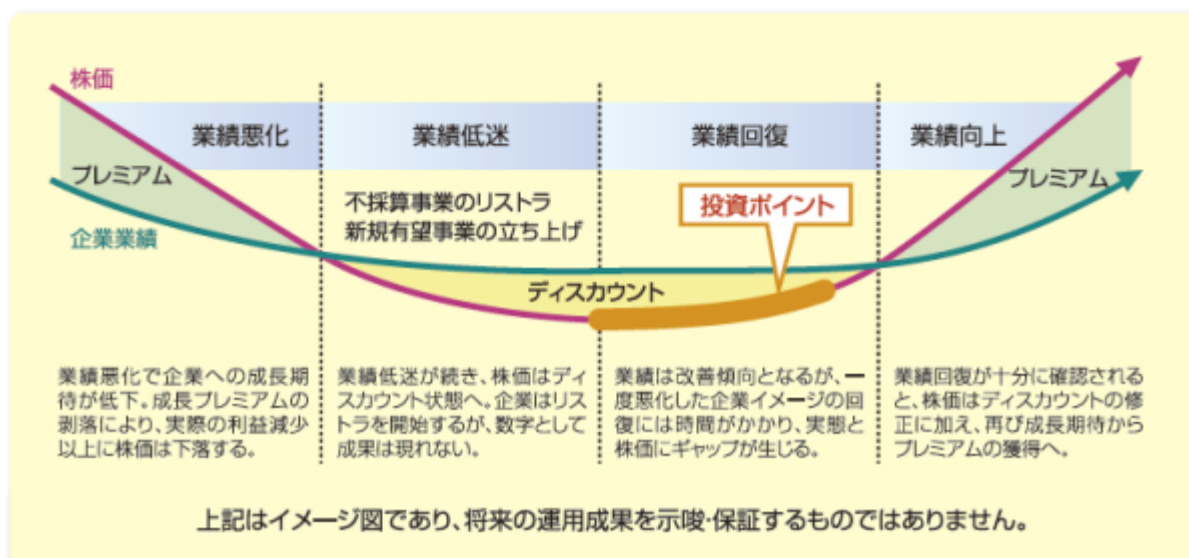 株価
業績悪化
業績低迷
業績回復
業績向上
プレミアム
プレミアム
企業業績
不採算事業のリストラ
新規有望事業の立ち上げ
投資ポイント
ディスカウント
業績悪化で企業への成長期
待が低下。成長プレミアムの
剥落により、実際の利益減少
以上に株価は下落する。
業績低迷が続き、株価はディ
スカウント状態へ。企業はリス
トラを開始するが、数字として
成果は現れない。
業績は改善傾向となるが、一
度悪化した企業イメージの回
復には時間がかかり、実態と
株価にギャップが生じる。
業績回復が十分に確認される
と、株価はディスカウントの修
正に加え、再び成長期待から
プレミアムの獲得へ。
上記はイメージ図であり、将来の運用成果を示唆・保証するものではありません。